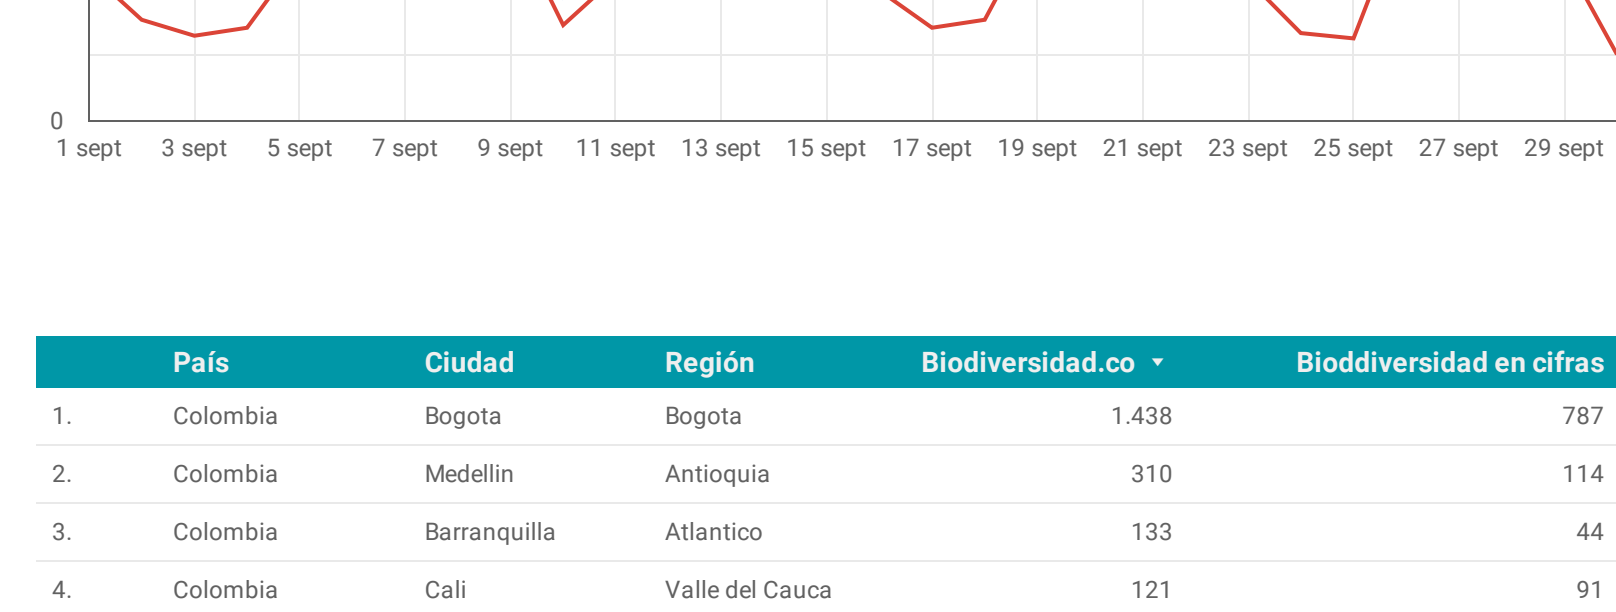 0
1 sept 3 sept 5 sept 7 sept 9 sept 11 sept 13 sept 15 sept 17 sept 19 sept 21 sept 23 sept 25 sept 27 sept 29 sept
País Ciudad Región Biodiversidad.co Bioddiversidad en cifras
1. Colombia Bogota Bogota 1.438 787
2. Colombia Medellin Antioquia 310 114
3. Colombia Barranquilla Atlantico 133 44
4. Colombia Cali Valle del Cauca 121 91